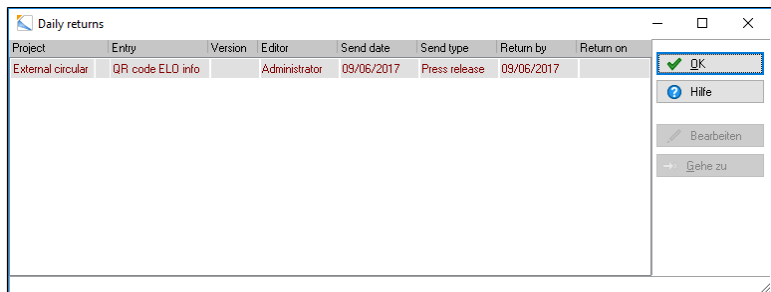 Daily returns
Project Entry Version Editor Send date Send type Return by Return on
External circular QR code ELO info Administrator 09/06/2017 Press release 09/06/2017
OK
Hilfe
Bearbeiten
Gehe zu